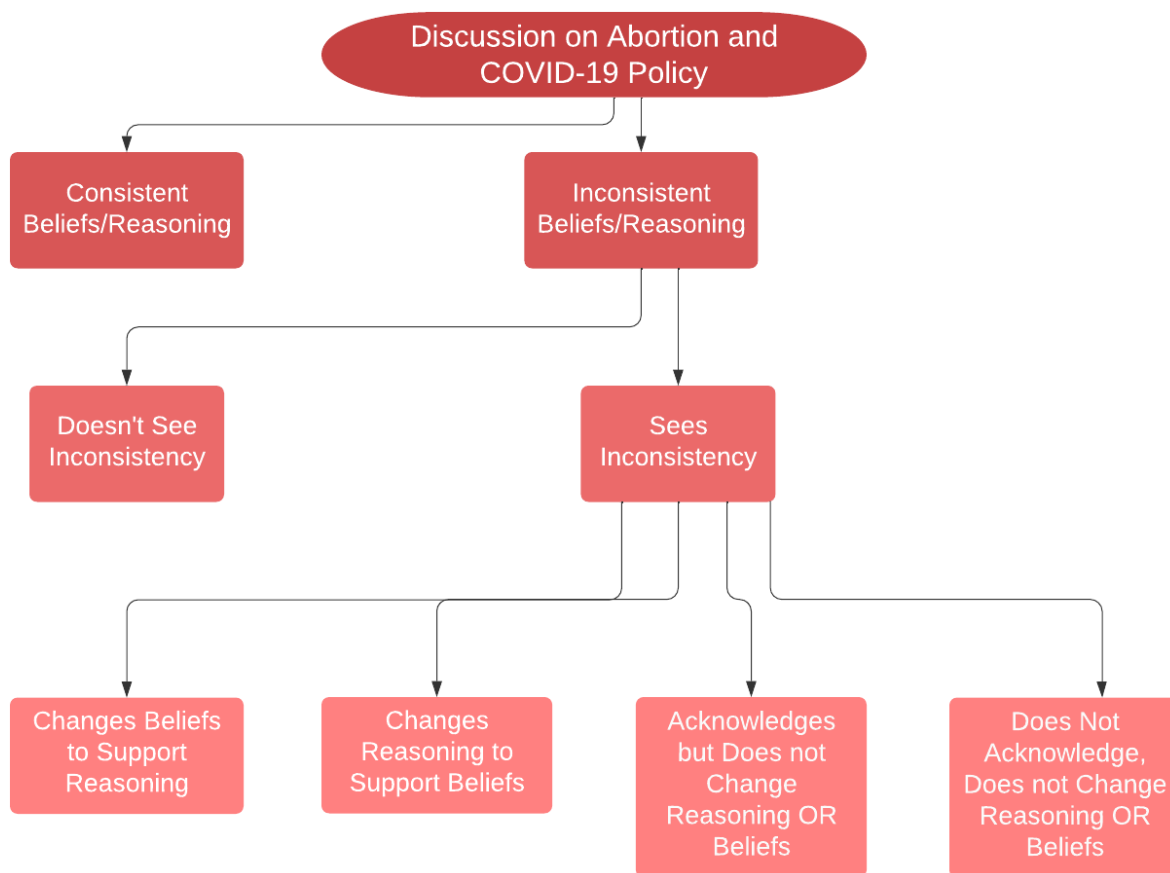 Discussion on Abortion and
COVID-19 Policy
Consistent
Beliefs/Reasoning
Inconsistent
Beliefs/Reasoning
Doesn't See
Inconsistency
Sees
Inconsistency
Changes Beliefs
to Support
Reasoning
Changes
Reasoning to
Support Beliefs
Acknowledges
but Does not
Change
Reasoning OR
Beliefs
Does Not
Acknowledge,
Does not Change
Reasoning OR
Beliefs